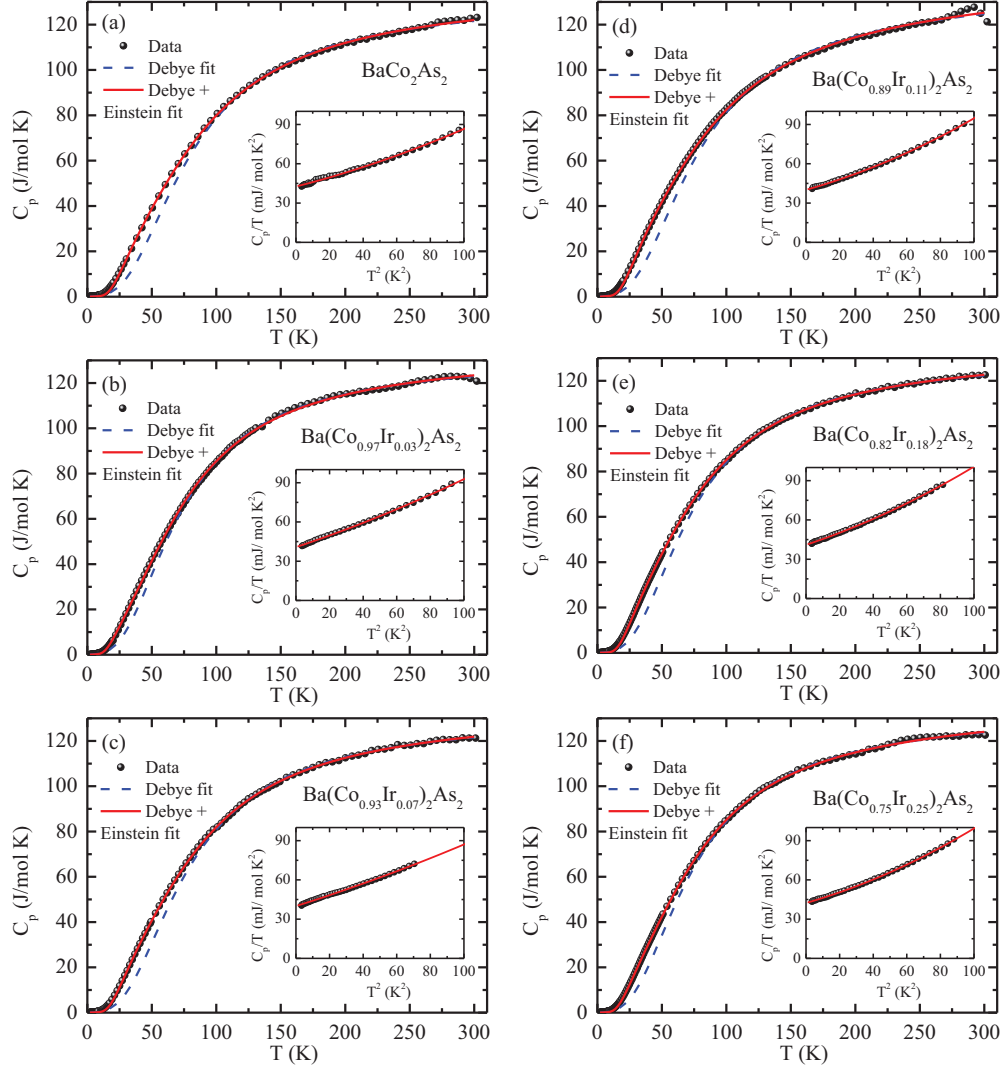 (a)
Data
Debye fit
Debye +
Einstein fit
BaCo₂As₂
Cₚ (J/mol K)
0
20
40
60
80
100
120
0 50 100 150 200 250 300
T (K)
Cₚ/T (mJ/ mol K²)
0
30
60
90
0 20 40 60 80 100
T² (K²)
(b)
Data
Debye fit
Debye +
Einstein fit
Ba(Co₀.₉₇Ir₀.₀₃)₂As₂
Cₚ (J/mol K)
0
20
40
60
80
100
120
0 50 100 150 200 250 300
T (K)
Cₚ/T (mJ/ mol K²)
0
30
60
90
0 20 40 60 80 100
T² (K²)
(c)
Data
Debye fit
Debye +
Einstein fit
Ba(Co₀.₉₃Ir₀.₀₇)₂As₂
Cₚ (J/mol K)
0
20
40
60
80
100
120
0 50 100 150 200 250 300
T (K)
Cₚ/T (mJ/ mol K²)
0
30
60
90
0 20 40 60 80 100
T² (K²)
(d)
Data
Debye fit
Debye +
Einstein fit
Ba(Co₀.₈₉Ir₀.₁₁)₂As₂
Cₚ (J/mol K)
0
20
40
60
80
100
120
0 50 100 150 200 250 300
T (K)
Cₚ/T (mJ/ mol K²)
0
30
60
90
0 20 40 60 80 100
T² (K²)
(e)
Data
Debye fit
Debye +
Einstein fit
Ba(Co₀.₈₂Ir₀.₁₈)₂As₂
Cₚ (J/mol K)
0
20
40
60
80
100
120
0 50 100 150 200 250 300
T (K)
Cₚ/T (mJ/ mol K²)
0
30
60
90
0 20 40 60 80 100
T² (K²)
(f)
Data
Debye fit
Debye +
Einstein fit
Ba(Co₀.₇₅Ir₀.₂₅)₂As₂
Cₚ (J/mol K)
0
20
40
60
80
100
120
0 50 100 150 200 250 300
T (K)
Cₚ/T (mJ/ mol K²)
0
30
60
90
0 20 40 60 80 100
T² (K²)